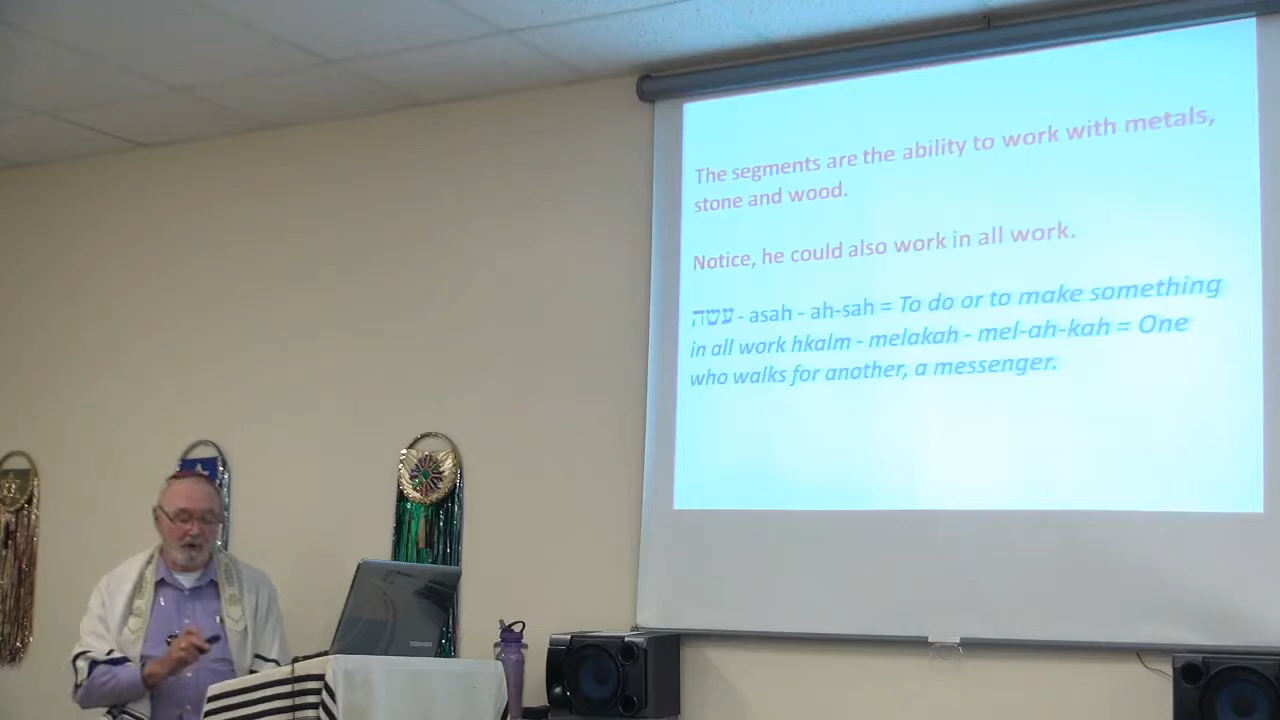 The segments are the ability to work with metals,
stone and wood.
Notice, he could also work in all work.
עשה - asah - ah-sah = To do or to make something
in all work hkalm - melakah - mel-ah-kah = One
who walks for another, a messenger.
TOSHIBA